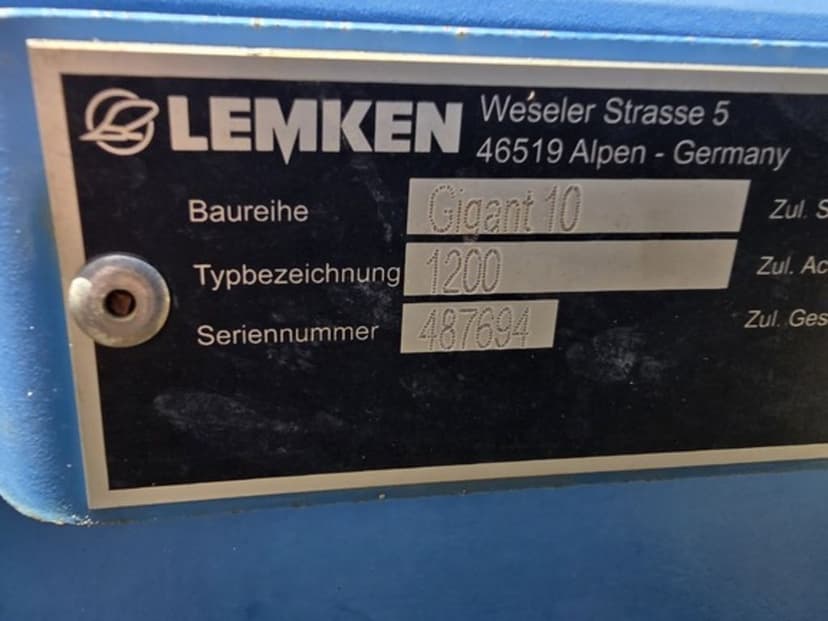 LEMKEN Weseler Strasse 5
46519 Alpen - Germany
Baureihe Gigant 10 Zul. S
Typbezeichnung 1200 Zul. Ac
Seriennummer 487694 Zul. Ges